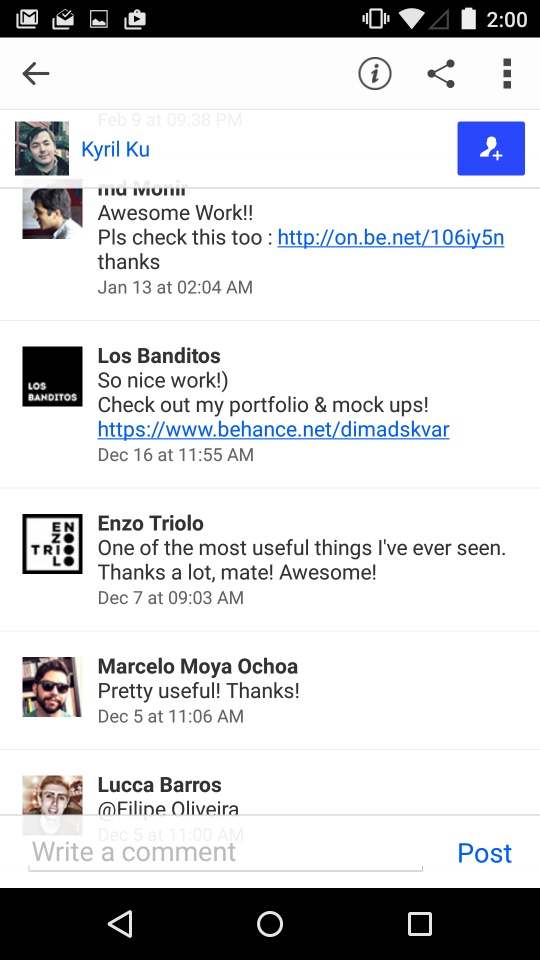 2:00
Feb 9 at 09:38 PM
Kyril Ku
md Monir
Awesome Work!!
Pls check this too : http://on.be.net/106iy5n
thanks
Jan 13 at 02:04 AM
LOS
BANDITOS
Los Banditos
So nice work!)
Check out my portfolio & mock ups!
https://www.behance.net/dimadskvar
Dec 16 at 11:55 AM
EN
ZO
TRIO
LO
Enzo Triolo
One of the most useful things I've ever seen.
Thanks a lot, mate! Awesome!
Dec 7 at 09:03 AM
Marcelo Moya Ochoa
Pretty useful! Thanks!
Dec 5 at 11:06 AM
Lucca Barros
@Filipe Oliveira
Dec 5 at 11:00 AM
Write a comment
Post